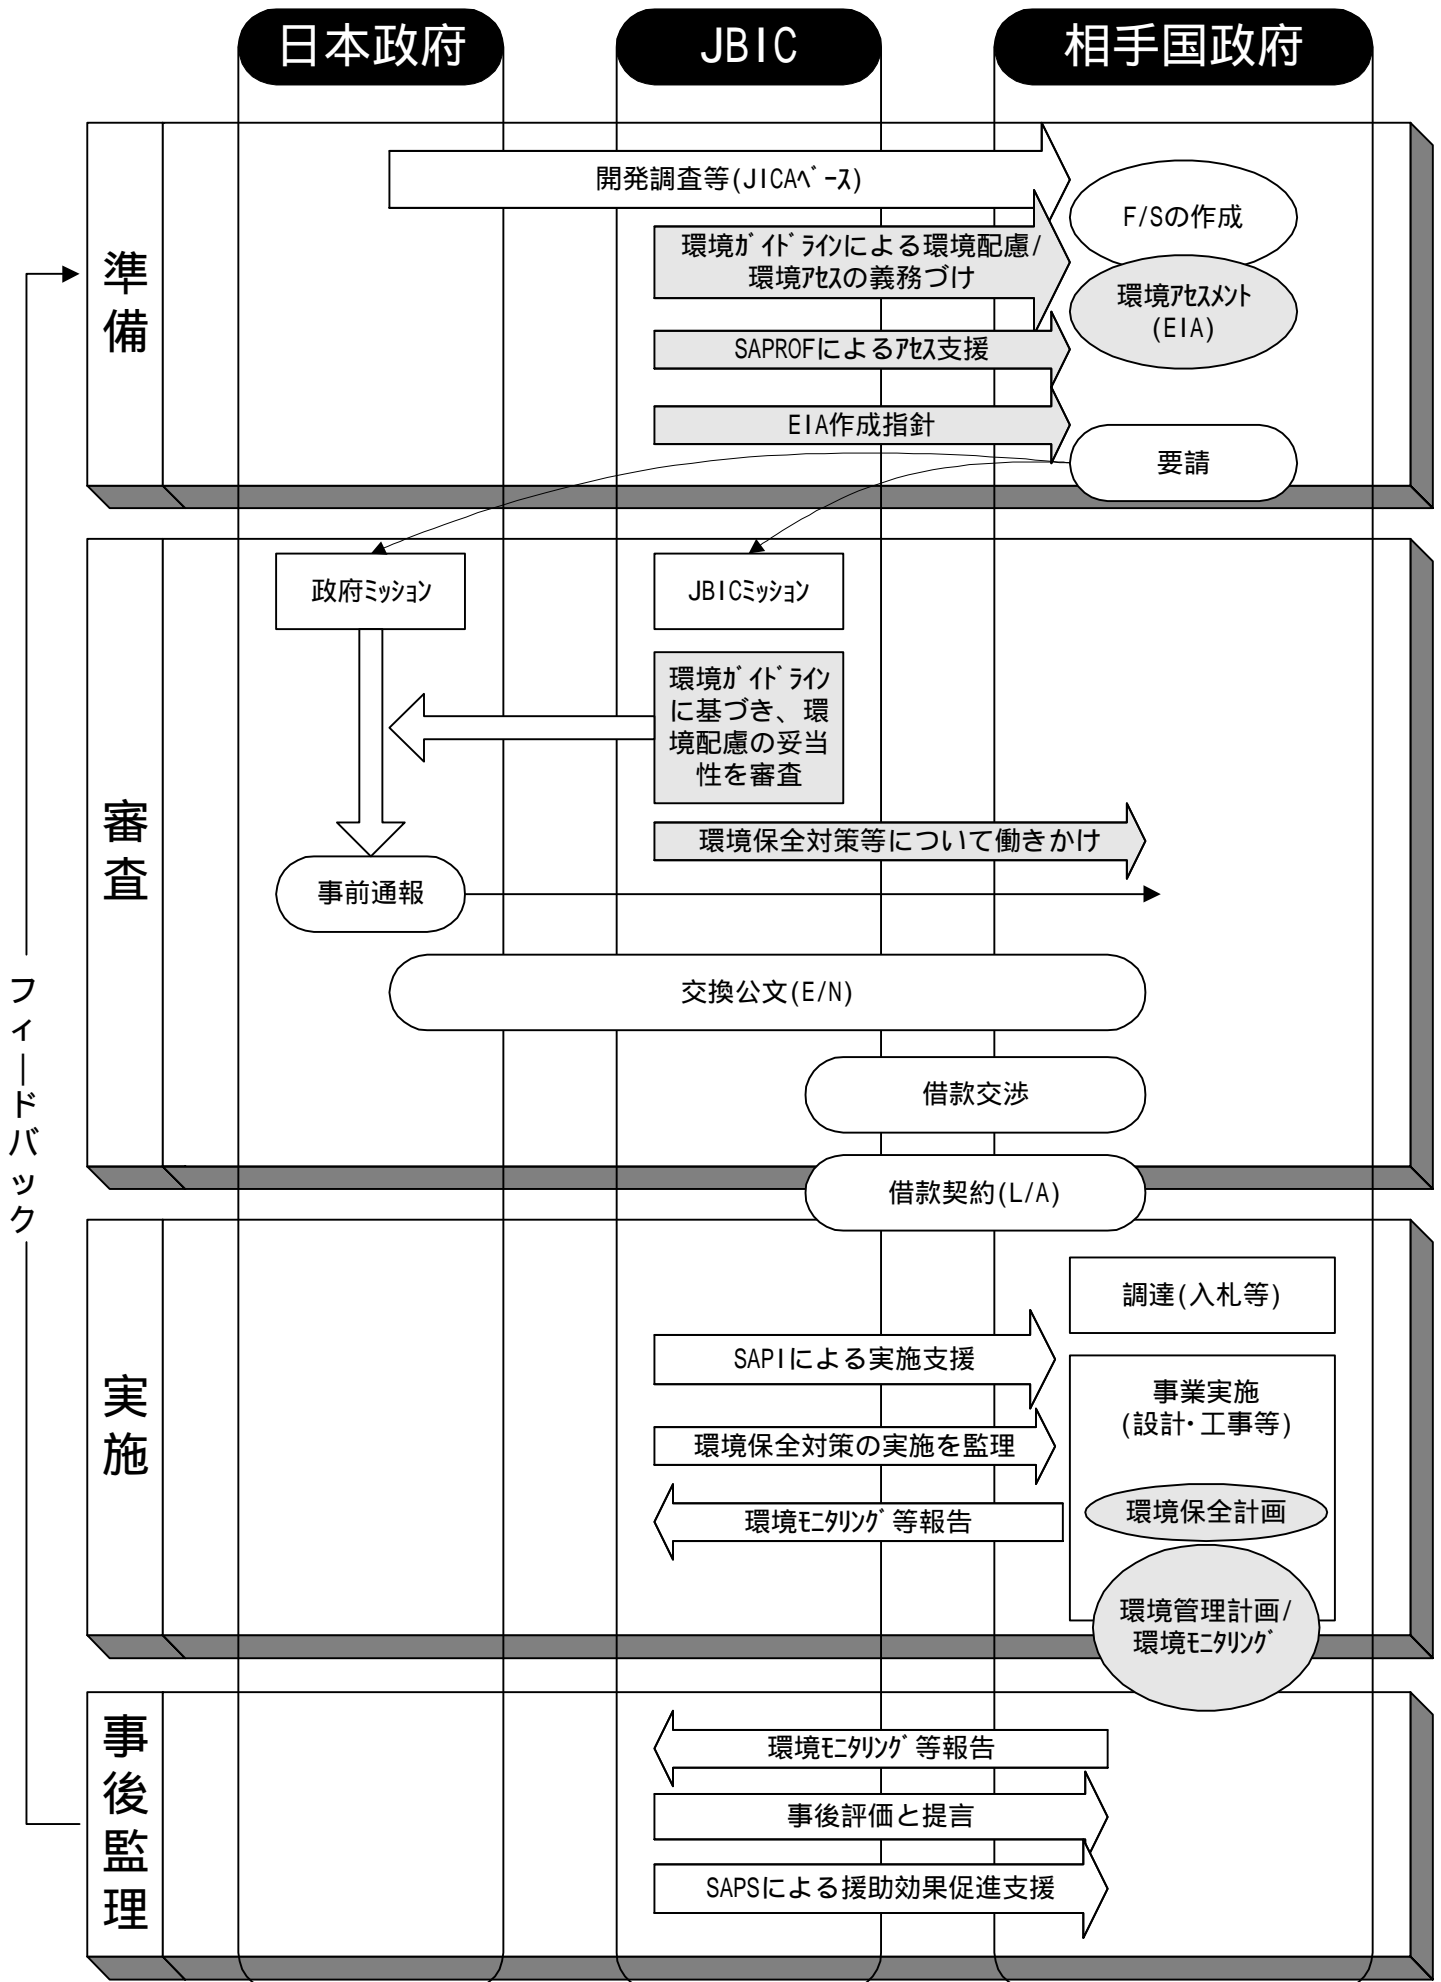 日本政府
JBIC
相手国政府
準備
開発調査等(JICAﾍﾞｰｽ)
F/Sの作成
環境ｶﾞｲﾄﾞﾗｲﾝによる環境配慮/
環境ｱｾｽの義務づけ
環境ｱｾｽﾒﾝﾄ
(EIA)
SAPROFによるｱｾｽ支援
EIA作成指針
要請
審査
政府ﾐｯｼｮﾝ
JBICﾐｯｼｮﾝ
環境ｶﾞｲﾄﾞﾗｲﾝ
に基づき、環
境配慮の妥当
性を審査
環境保全対策等について働きかけ
事前通報
交換公文(E/N)
借款交渉
借款契約(L/A)
フィードバック
実施
調達(入札等)
SAPIによる実施支援
事業実施
(設計･工事等)
環境保全対策の実施を監理
環境保全計画
環境ﾓﾆﾀﾘﾝｸﾞ等報告
環境管理計画/
環境ﾓﾆﾀﾘﾝｸﾞ
事後監理
環境ﾓﾆﾀﾘﾝｸﾞ等報告
事後評価と提言
SAPSによる援助効果促進支援